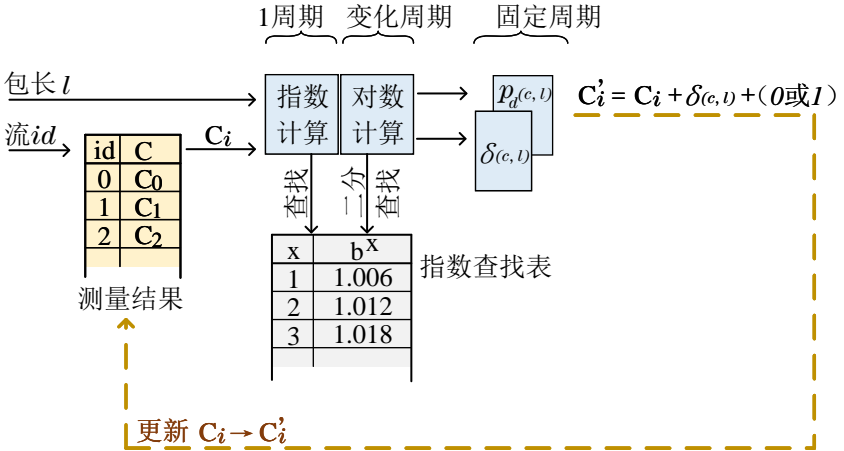 1周期 变化周期 固定周期
包长 l
流id
Ci
指数计算
对数计算
p_d(c, l)
δ(c, l)
C'i = Ci + δ(c, l) + (0或1)
id C
0 C0
1 C1
2 C2
测量结果
查找
二分查找
x b^x
1 1.006
2 1.012
3 1.018
指数查找表
更新 Ci → C'i